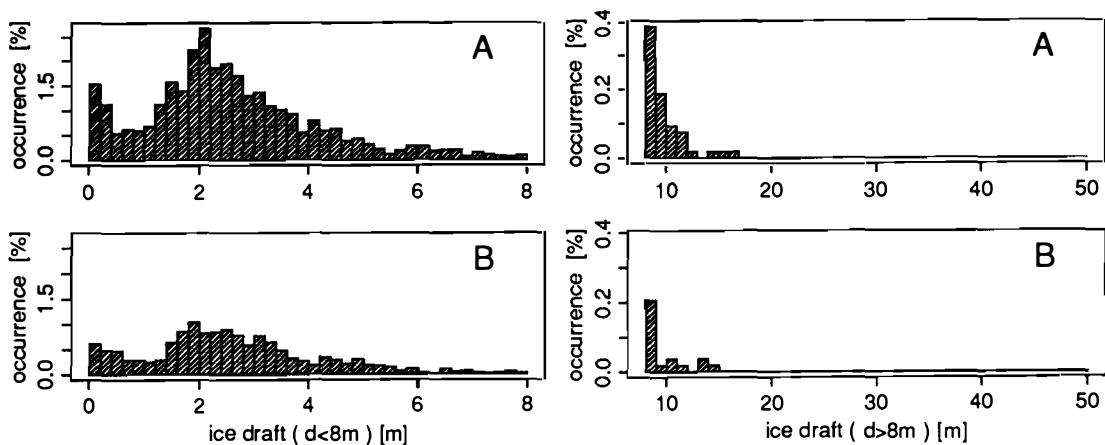 occurrence [%]
1.5
0.0
A
0 2 4 6 8
occurrence [%]
0.4
0.2
0.0
A
10 20 30 40 50
occurrence [%]
1.5
0.0
B
0 2 4 6 8
ice draft ( d<8m ) [m]
occurrence [%]
0.4
0.2
0.0
B
10 20 30 40 50
ice draft ( d>8m ) [m]